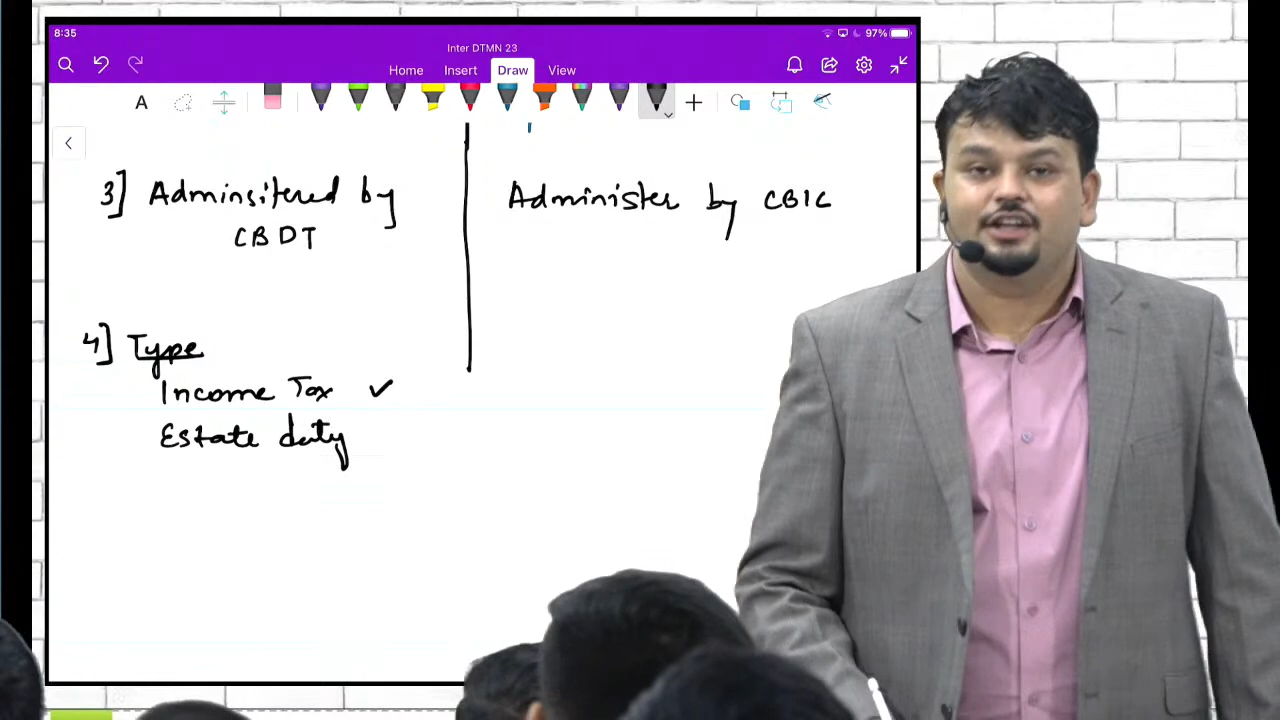 8:35
97%
Inter DTMN 23
Home Insert Draw View
A
3] Adminsitered by
CBDT
Administer by CBIC
4] Type
Income Tax ✓
Estate duty